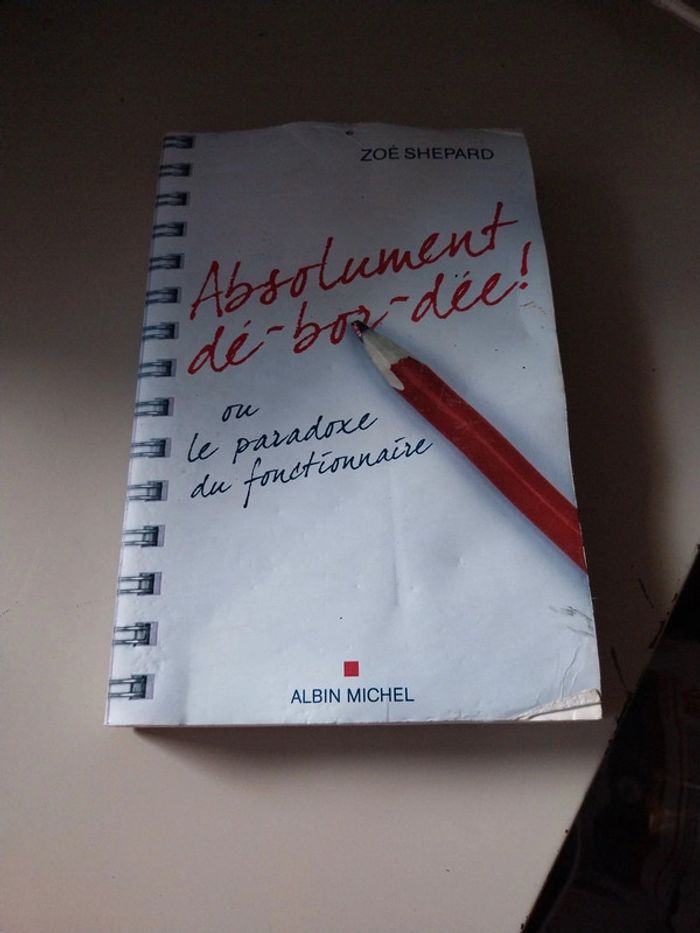 ZOÉ SHEPARD
Absolument
dé-bor-dée!
ou
le paradoxe
du fonctionnaire
ALBIN MICHEL